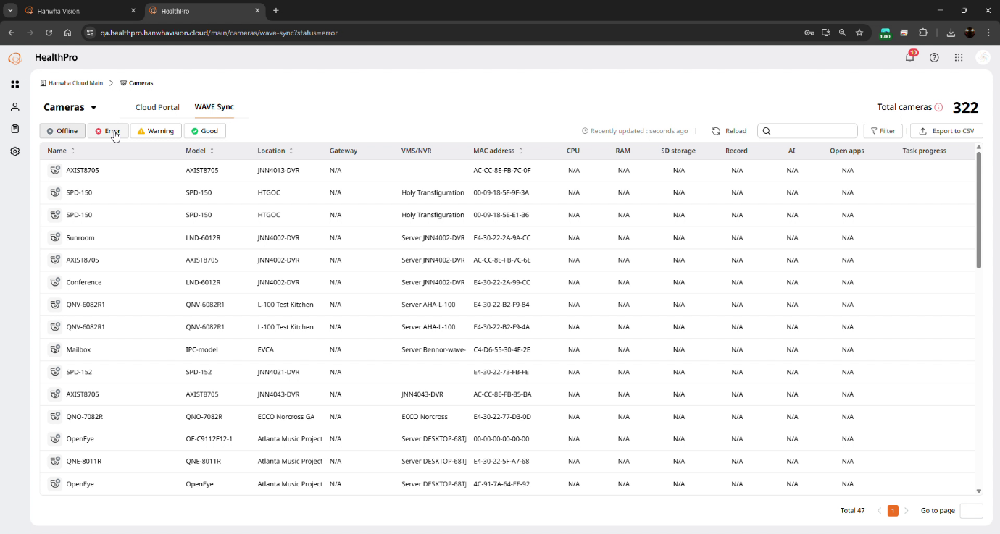 Hanwha Vision
HealthPro
qa.healthpro.hanwhavision.cloud/main/cameras/wave-sync?status=error
1.00
HealthPro
10
Hanwha Cloud Main > Cameras
Cameras Cloud Portal WAVE Sync Total cameras 322
Offline Error Warning Good Recently updated : seconds ago Reload Filter Export to CSV
Name Model Location Gateway VMS/NVR MAC address CPU RAM SD storage Record AI Open apps Task progress
AXIST8705 AXIST8705 JNN4013-DVR N/A AC-CC-8E-FB-7C-0F N/A N/A N/A N/A N/A N/A
SPD-150 SPD-150 HTGOC N/A Holy Transfiguration 00-09-18-5F-9F-3A N/A N/A N/A N/A N/A N/A
SPD-150 SPD-150 HTGOC N/A Holy Transfiguration 00-09-18-5E-E1-36 N/A N/A N/A N/A N/A N/A
Sunroom LND-6012R JNN4002-DVR N/A Server JNN4002-DVR E4-30-22-2A-9A-CC N/A N/A N/A N/A N/A N/A
AXIST8705 AXIST8705 JNN4002-DVR N/A Server JNN4002-DVR AC-CC-8E-FB-7C-6E N/A N/A N/A N/A N/A N/A
Conference LND-6012R JNN4002-DVR N/A Server JNN4002-DVR E4-30-22-2A-99-CC N/A N/A N/A N/A N/A N/A
QNV-6082R1 QNV-6082R1 L-100 Test Kitchen N/A Server AHA-L-100 E4-30-22-B2-F9-84 N/A N/A N/A N/A N/A N/A
QNV-6082R1 QNV-6082R1 L-100 Test Kitchen N/A Server AHA-L-100 E4-30-22-B2-F9-4A N/A N/A N/A N/A N/A N/A
Mailbox IPC-model EVCA N/A Server Bennor-wave- C4-D6-55-30-4E-2E N/A N/A N/A N/A N/A N/A
SPD-152 SPD-152 JNN4021-DVR N/A E4-30-22-73-FB-FE N/A N/A N/A N/A N/A N/A
AXIST8705 AXIST8705 JNN4043-DVR N/A JNN4043-DVR AC-CC-8E-FB-85-BA N/A N/A N/A N/A N/A N/A
QNO-7082R QNO-7082R ECCO Norcross GA N/A ECCO Norcross E4-30-22-77-D3-0D N/A N/A N/A N/A N/A N/A
OpenEye OE-C9112F12-1 Atlanta Music Project N/A Server DESKTOP-68TJ 00-00-00-00-00-00 N/A N/A N/A N/A N/A N/A
QNE-8011R QNE-8011R Atlanta Music Project N/A Server DESKTOP-68TJ E4-30-22-5F-A7-68 N/A N/A N/A N/A N/A N/A
OpenEye OpenEye Atlanta Music Project N/A Server DESKTOP-68TJ 4C-91-7A-64-EE-92 N/A N/A N/A N/A N/A N/A
Total 47 < 1 > Go to page